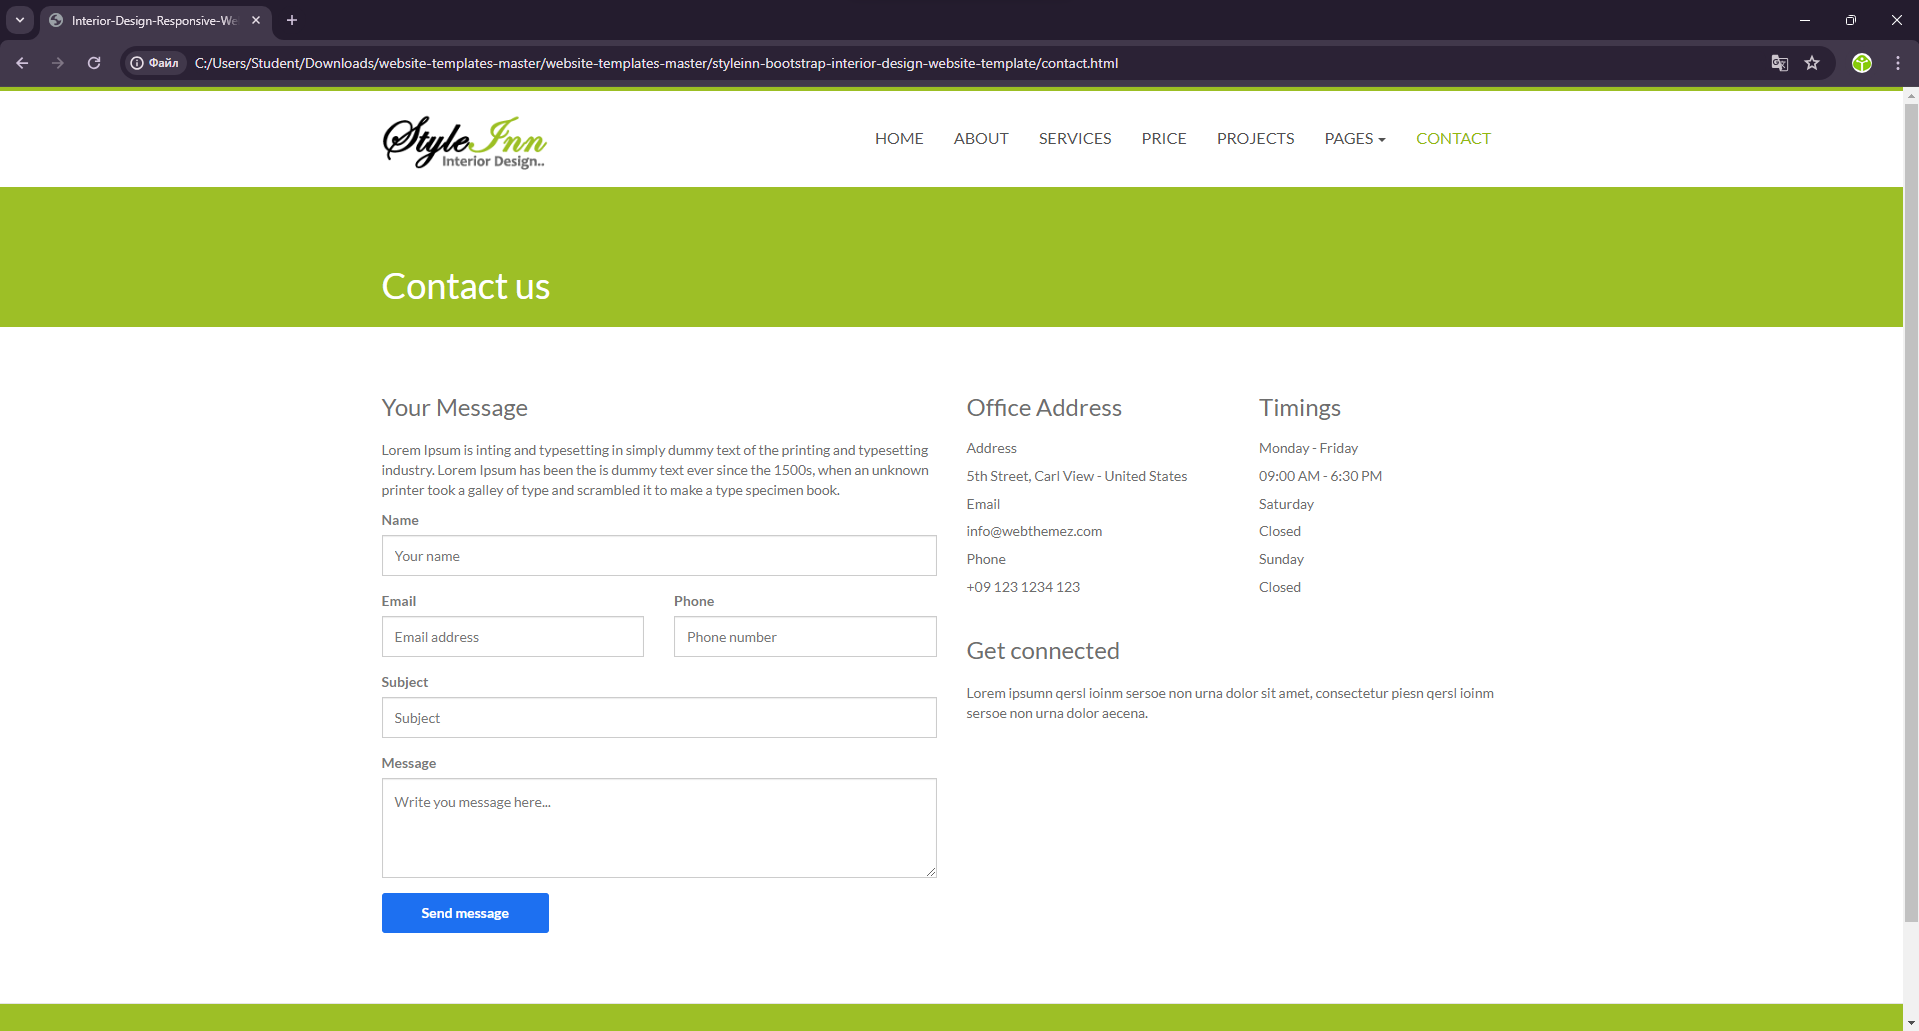 Interior-Design-Responsive-We
Файл
C:/Users/Student/Downloads/website-templates-master/website-templates-master/styleinn-bootstrap-interior-design-website-template/contact.html
StyleInn
Interior Design..
HOME ABOUT SERVICES PRICE PROJECTS PAGES CONTACT
Contact us
Your Message
Lorem Ipsum is inting and typesetting in simply dummy text of the printing and typesetting
industry. Lorem Ipsum has been the is dummy text ever since the 1500s, when an unknown
printer took a galley of type and scrambled it to make a type specimen book.
Name
Your name
Email Phone
Email address Phone number
Subject
Subject
Message
Write you message here...
Send message
Office Address
Address
5th Street, Carl View - United States
Email
info@webthemez.com
Phone
+09 123 1234 123
Timings
Monday - Friday
09:00 AM - 6:30 PM
Saturday
Closed
Sunday
Closed
Get connected
Lorem ipsumn qersl ioinm sersoe non urna dolor sit amet, consectetur piesn qersl ioinm
sersoe non urna dolor aecena.